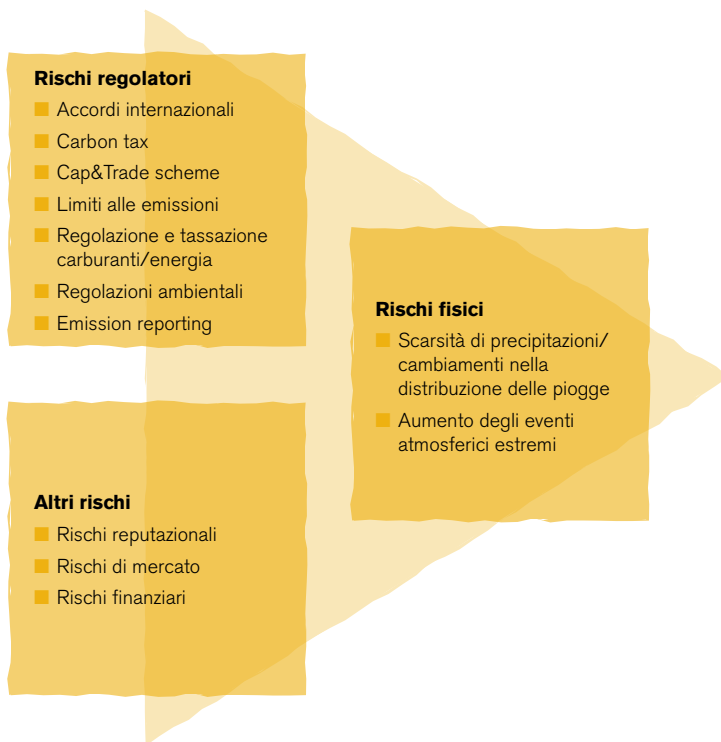 Rischi regolatori
Accordi internazionali
Carbon tax
Cap&Trade scheme
Limiti alle emissioni
Regolazione e tassazione
carburanti/energia
Regolazioni ambientali
Emission reporting
Rischi fisici
Scarsità di precipitazioni/
cambiamenti nella
distribuzione delle piogge
Aumento degli eventi
atmosferici estremi
Altri rischi
Rischi reputazionali
Rischi di mercato
Rischi finanziari